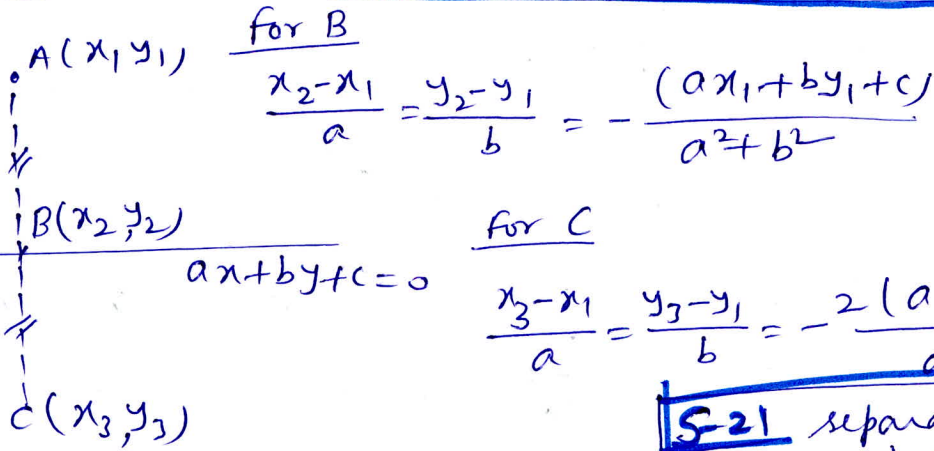 A(x₁ y₁)
for B
(x₂-x₁)/a = (y₂-y₁)/b = -(ax₁+by₁+c)/(a²+b²)
B(x₂, y₂)
ax+by+c=0
for C
(x₃-x₁)/a = (y₃-y₁)/b = -2(a
C(x₃, y₃)
S-21